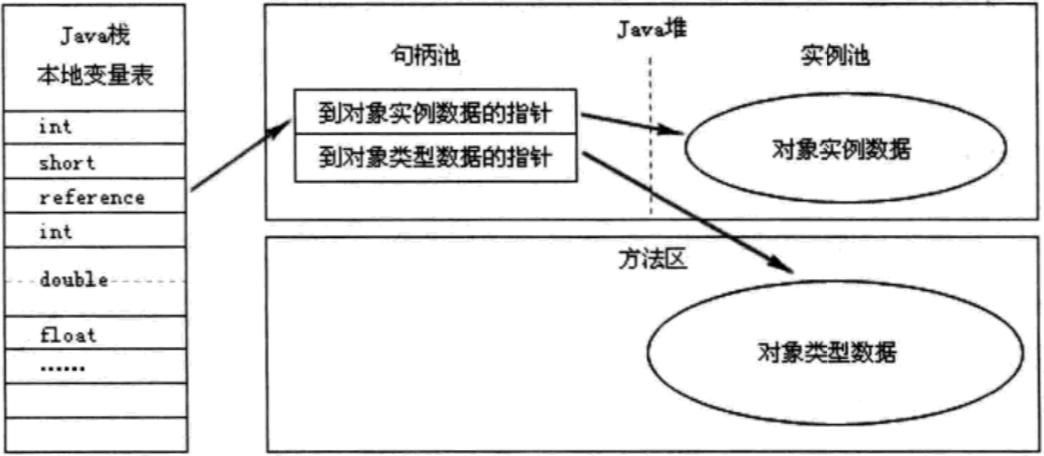 Java栈
本地变量表
int
short
reference
int
double
float
……
Java堆
句柄池
实例池
到对象实例数据的指针
到对象类型数据的指针
对象实例数据
方法区
对象类型数据